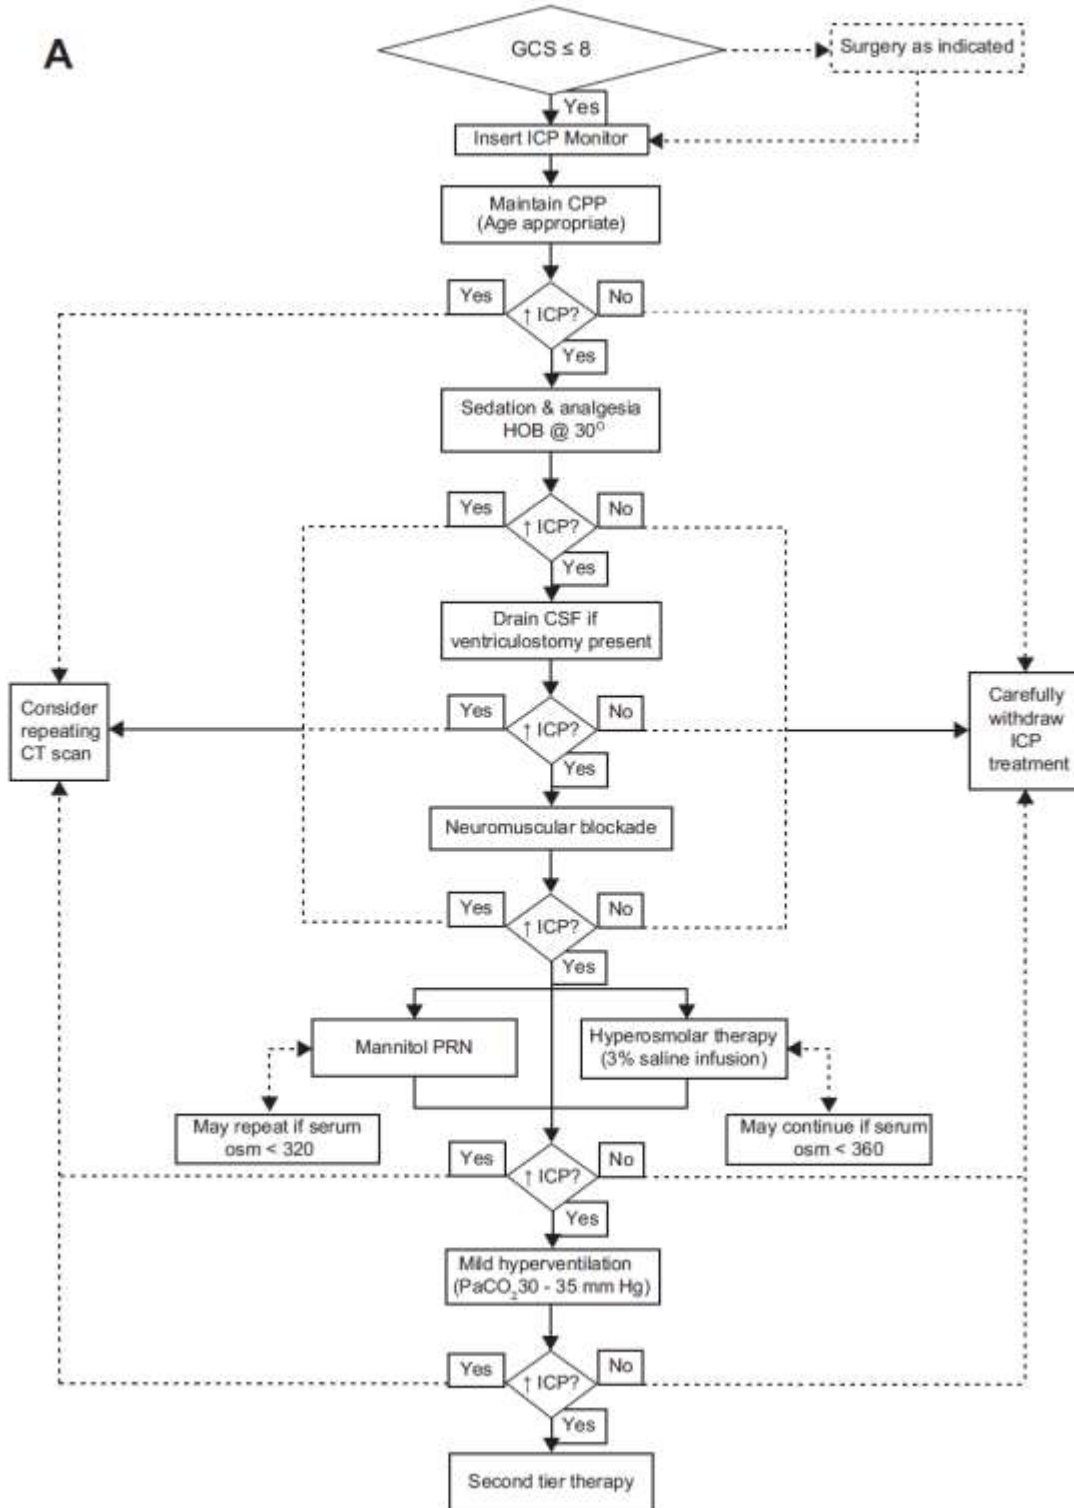 A
GCS ≤ 8
Surgery as indicated
Yes
Insert ICP Monitor
Maintain CPP
(Age appropriate)
Yes
No
↑ ICP?
Yes
Sedation & analgesia
HOB @ 30⁰
Yes
No
↑ ICP?
Yes
Drain CSF if
ventriculostomy present
Consider
repeating
CT scan
Yes
No
↑ ICP?
Yes
Carefully
withdraw
ICP
treatment
Neuromuscular blockade
Yes
No
↑ ICP?
Yes
Mannitol PRN
Hyperosmolar therapy
(3% saline infusion)
May repeat if serum
osm < 320
May continue if serum
osm < 360
Yes
No
↑ ICP?
Yes
Mild hyperventilation
(PaCO₂30 - 35 mm Hg)
Yes
No
↑ ICP?
Yes
Second tier therapy